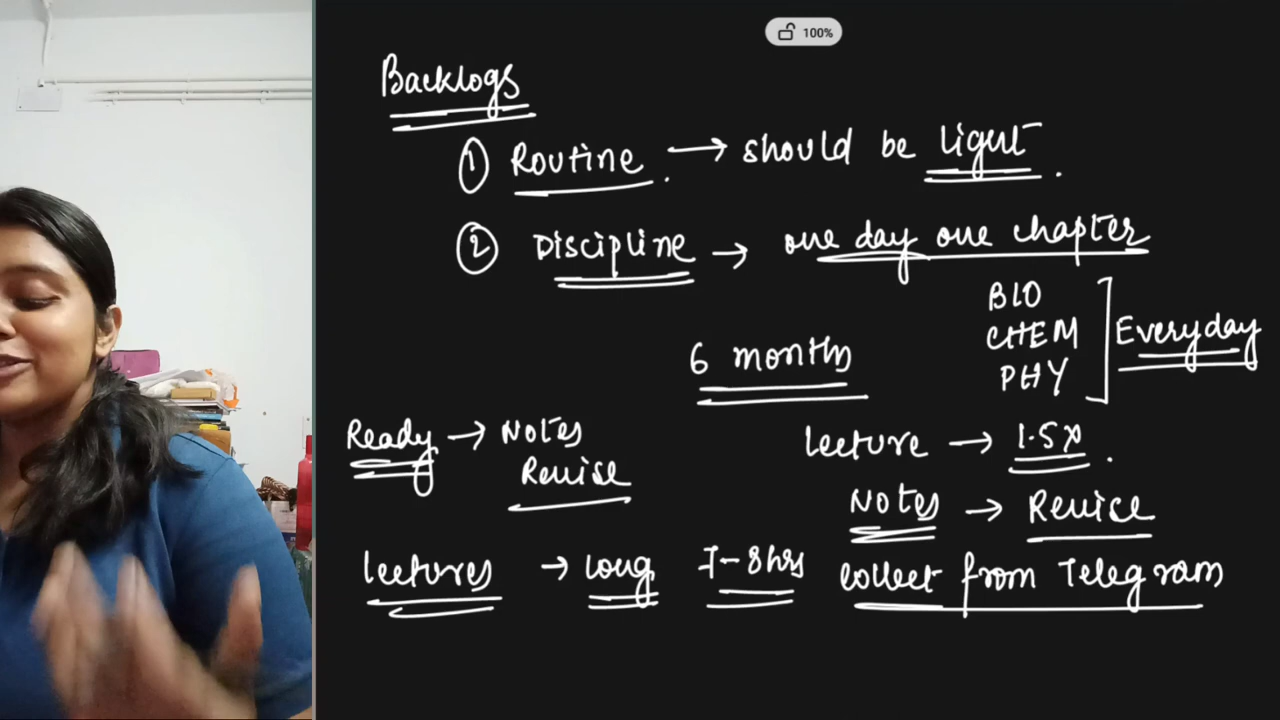 100%
Backlogs
① Routine. → should be light.
② Discipline → one day one chapter
BIO
CHEM
PHY
Everyday
6 months
Ready → Notes
Revise
lecture → 1.5x.
Notes → Revise
lectures → long 7-8hrs
collect from Telegram